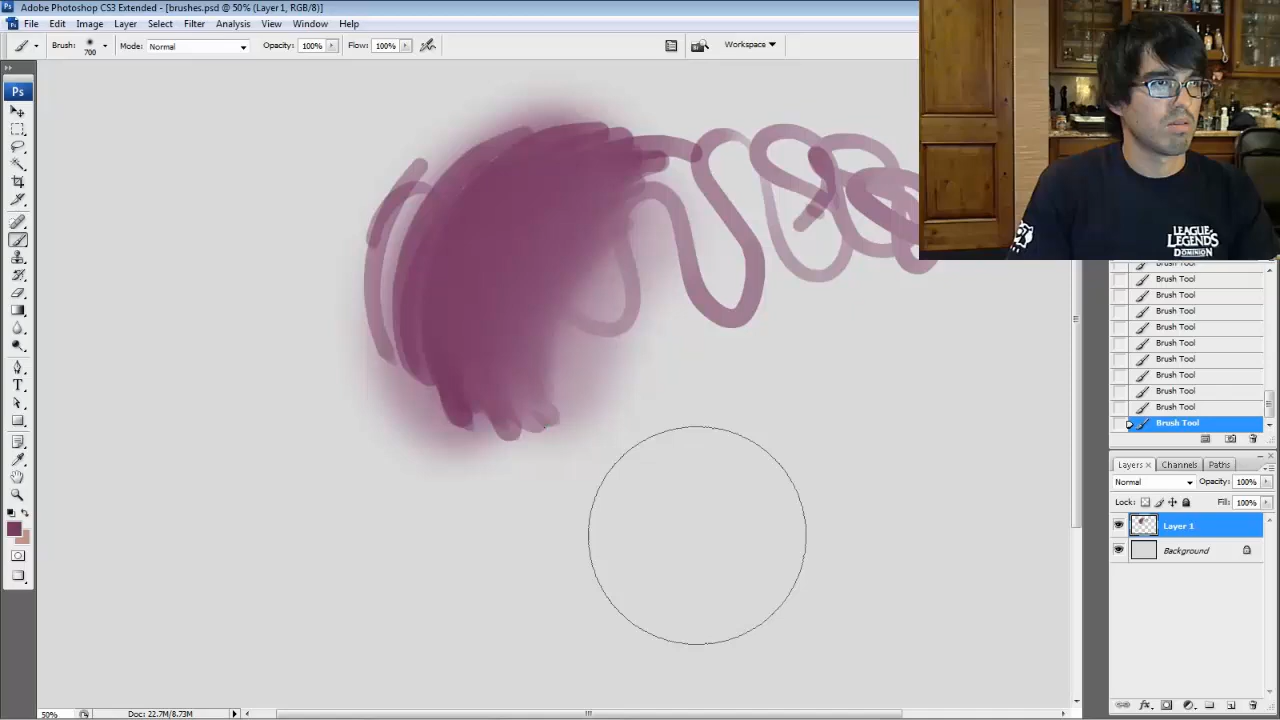 Adobe Photoshop CS3 Extended - [brushes.psd @ 50% (Layer 1, RGB/8)]
File Edit Image Layer Select Filter Analysis View Window Help
Brush: 700 Mode: Normal Opacity: 100% Flow: 100% Workspace
Ps
LEAGUE
OF
LEGENDS
DOMINION
Brush Tool
Brush Tool
Brush Tool
Brush Tool
Brush Tool
Brush Tool
Brush Tool
Brush Tool
Brush Tool
Brush Tool
Brush Tool
Layers Channels Paths
Normal Opacity: 100%
Lock: Fill: 100%
Layer 1
Background
50% Doc: 22.7M/8.73M